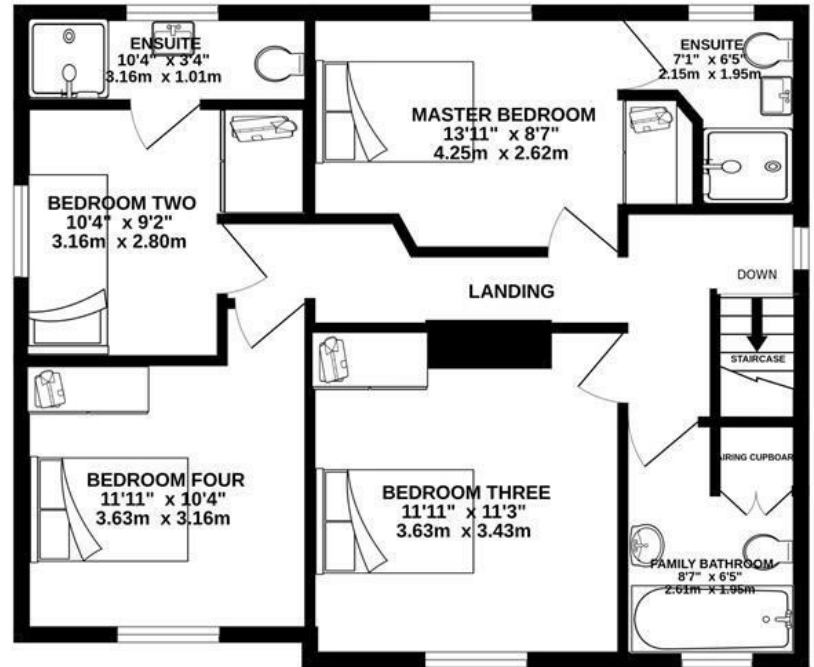 ENSUITE
10'4" x 3'4"
3.16m x 1.01m
ENSUITE
7'1" x 6'5"
2.15m x 1.95m
MASTER BEDROOM
13'11" x 8'7"
4.25m x 2.62m
BEDROOM TWO
10'4" x 9'2"
3.16m x 2.80m
DOWN
LANDING
STAIRCASE
AIRING CUPBOARD
BEDROOM FOUR
11'11" x 10'4"
3.63m x 3.16m
BEDROOM THREE
11'11" x 11'3"
3.63m x 3.43m
FAMILY BATHROOM
8'7" x 6'5"
2.61m x 1.95m